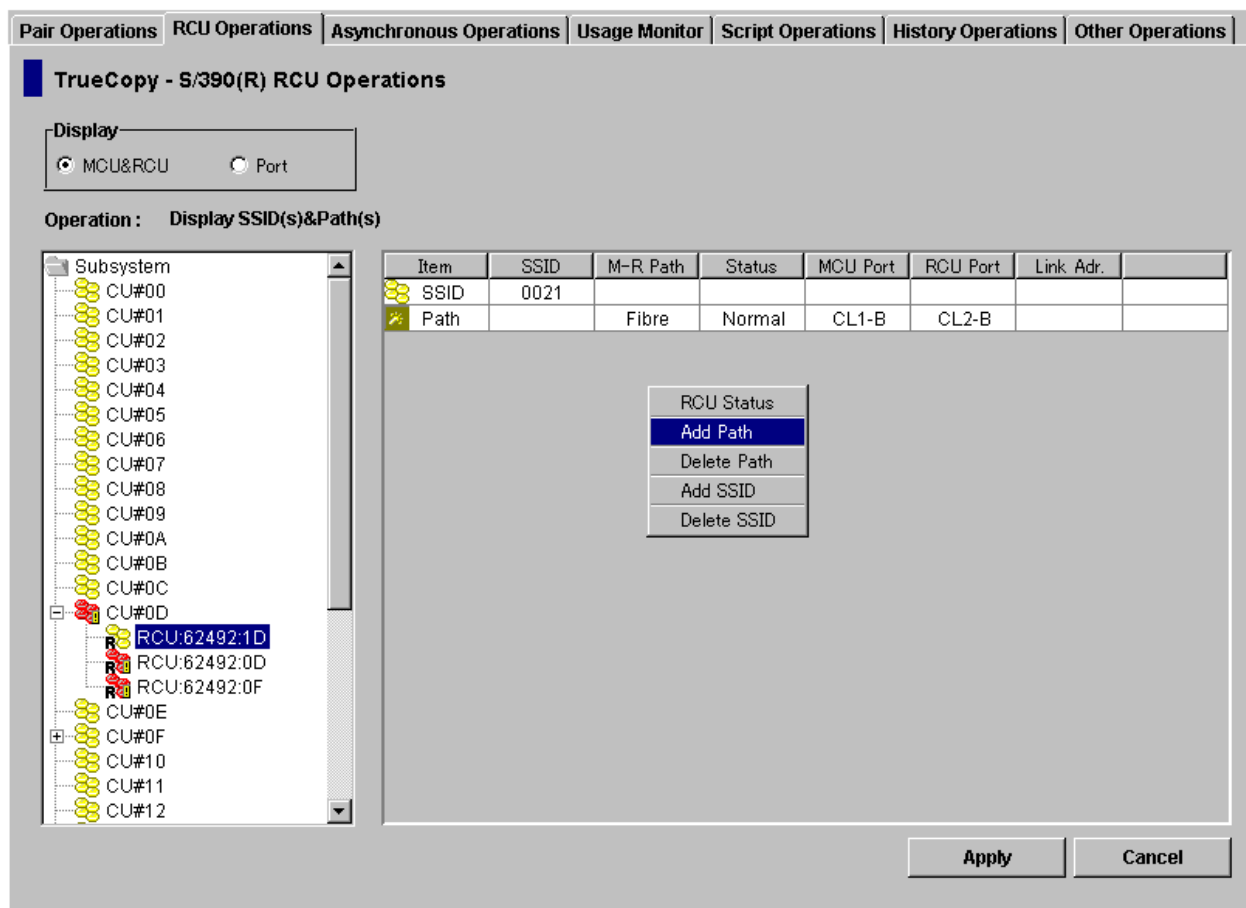 Pair Operations RCU Operations Asynchronous Operations Usage Monitor Script Operations History Operations Other Operations
TrueCopy - S/390(R) RCU Operations
Display
MCU&RCU Port
Operation : Display SSID(s)&Path(s)
Subsystem
CU#00
CU#01
CU#02
CU#03
CU#04
CU#05
CU#06
CU#07
CU#08
CU#09
CU#0A
CU#0B
CU#0C
CU#0D
R RCU:62492:1D
R RCU:62492:0D
R RCU:62492:0F
CU#0E
CU#0F
CU#10
CU#11
CU#12
Item SSID M-R Path Status MCU Port RCU Port Link Adr.
SSID 0021
Path Fibre Normal CL1-B CL2-B
RCU Status
Add Path
Delete Path
Add SSID
Delete SSID
Apply Cancel